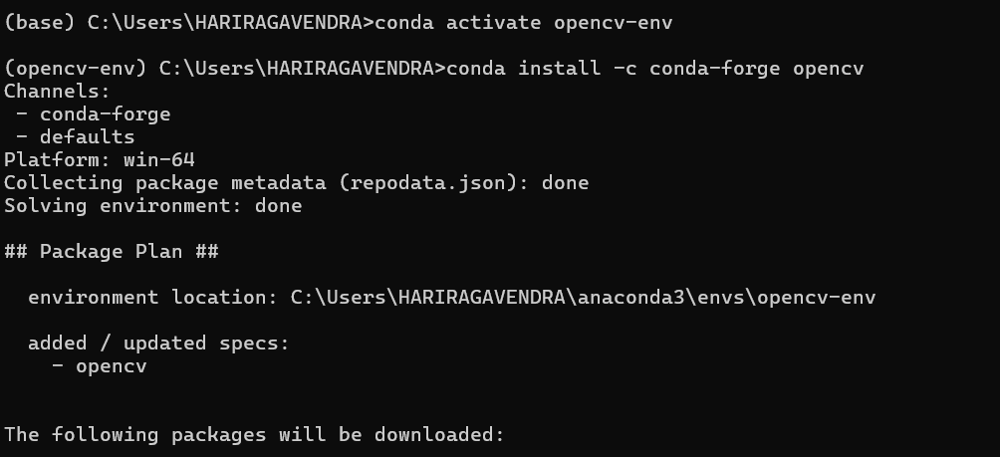 (base) C:\Users\HARIRAGAVENDRA>conda activate opencv-env
(opencv-env) C:\Users\HARIRAGAVENDRA>conda install -c conda-forge opencv
Channels:
 - conda-forge
 - defaults
Platform: win-64
Collecting package metadata (repodata.json): done
Solving environment: done
## Package Plan ##
  environment location: C:\Users\HARIRAGAVENDRA\anaconda3\envs\opencv-env
  added / updated specs:
    - opencv
The following packages will be downloaded: